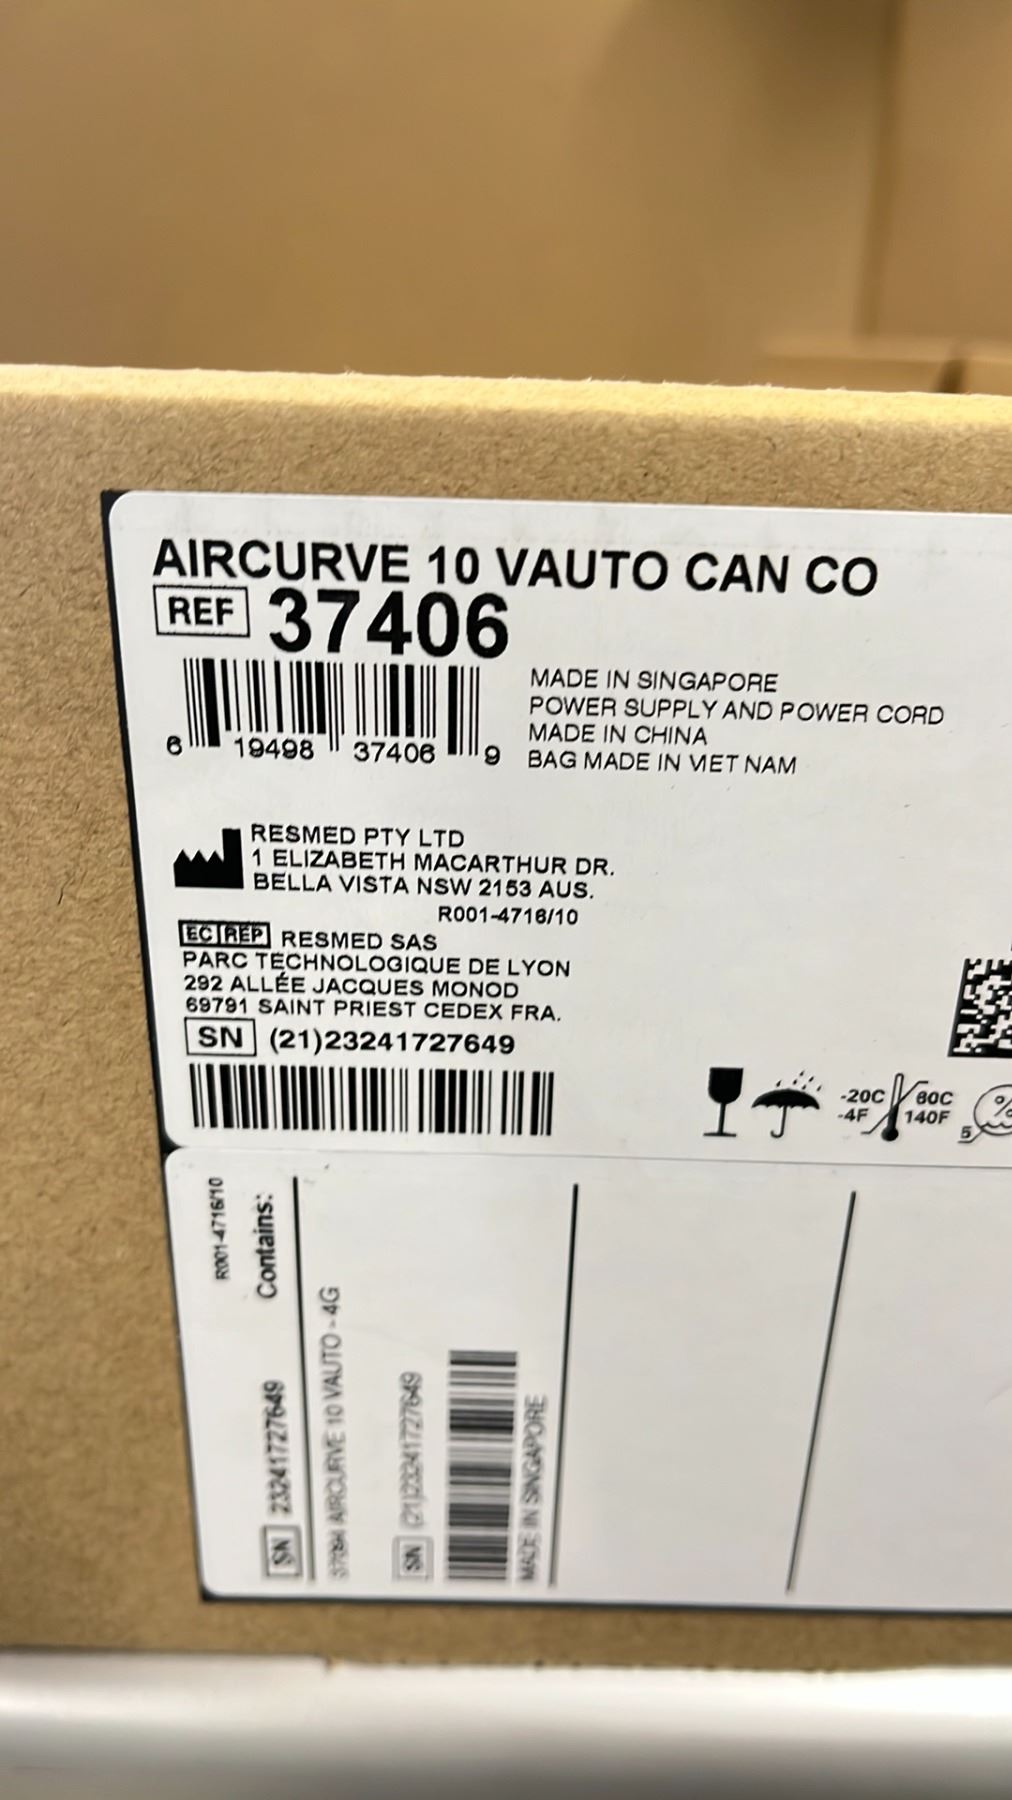 AIRCURVE 10 VAUTO CAN CO
REF 37406
6 19498 37406 9
MADE IN SINGAPORE
POWER SUPPLY AND POWER CORD
MADE IN CHINA
BAG MADE IN VIET NAM
RESMED PTY LTD
1 ELIZABETH MACARTHUR DR.
BELLA VISTA NSW 2153 AUS.
R001-4716/10
EC REP RESMED SAS
PARC TECHNOLOGIQUE DE LYON
292 ALLÉE JACQUES MONOD
69791 SAINT PRIEST CEDEX FRA.
SN (21)23241727649
-20C 60C
-4F 140F
5 %
R001-4716/10
Contains:
SN 23241727649
AIRCURVE 10 VAUTO - 4G
SN (21)23241727649
MADE IN SINGAPORE